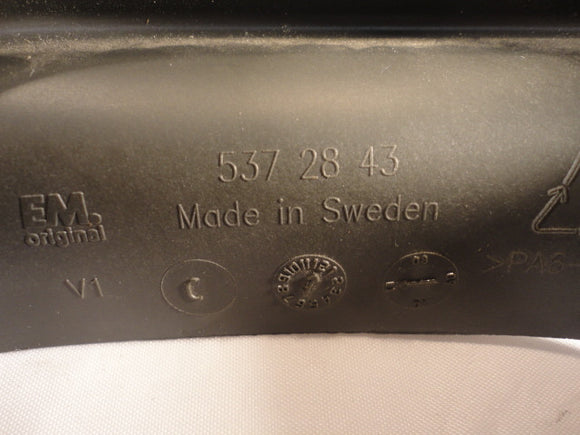 537 28 43
EM.
original
Made in Sweden
V1
C
>PA6